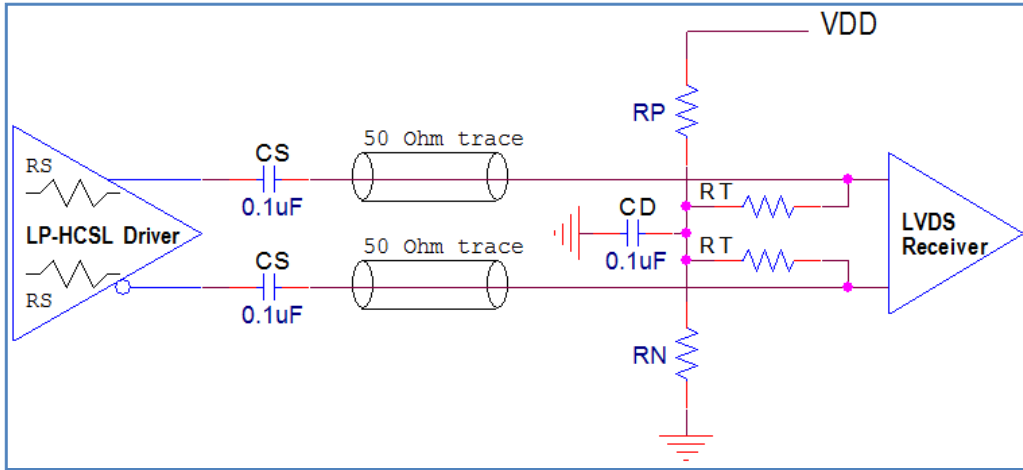 VDD
RP
50 Ohm trace
CS
0.1uF
RS
LP-HCSL Driver
RS
RT
CD
0.1uF
RT
LVDS
Receiver
50 Ohm trace
CS
0.1uF
RN